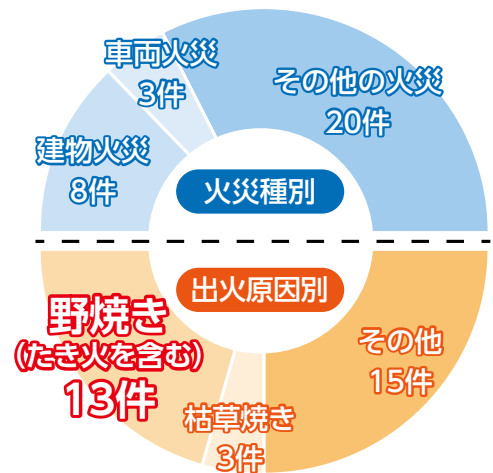 車両火災
3件
その他の火災
20件
建物火災
8件
火災種別
出火原因別
野焼き
(たき火を含む)
13件
その他
15件
枯草焼き
3件